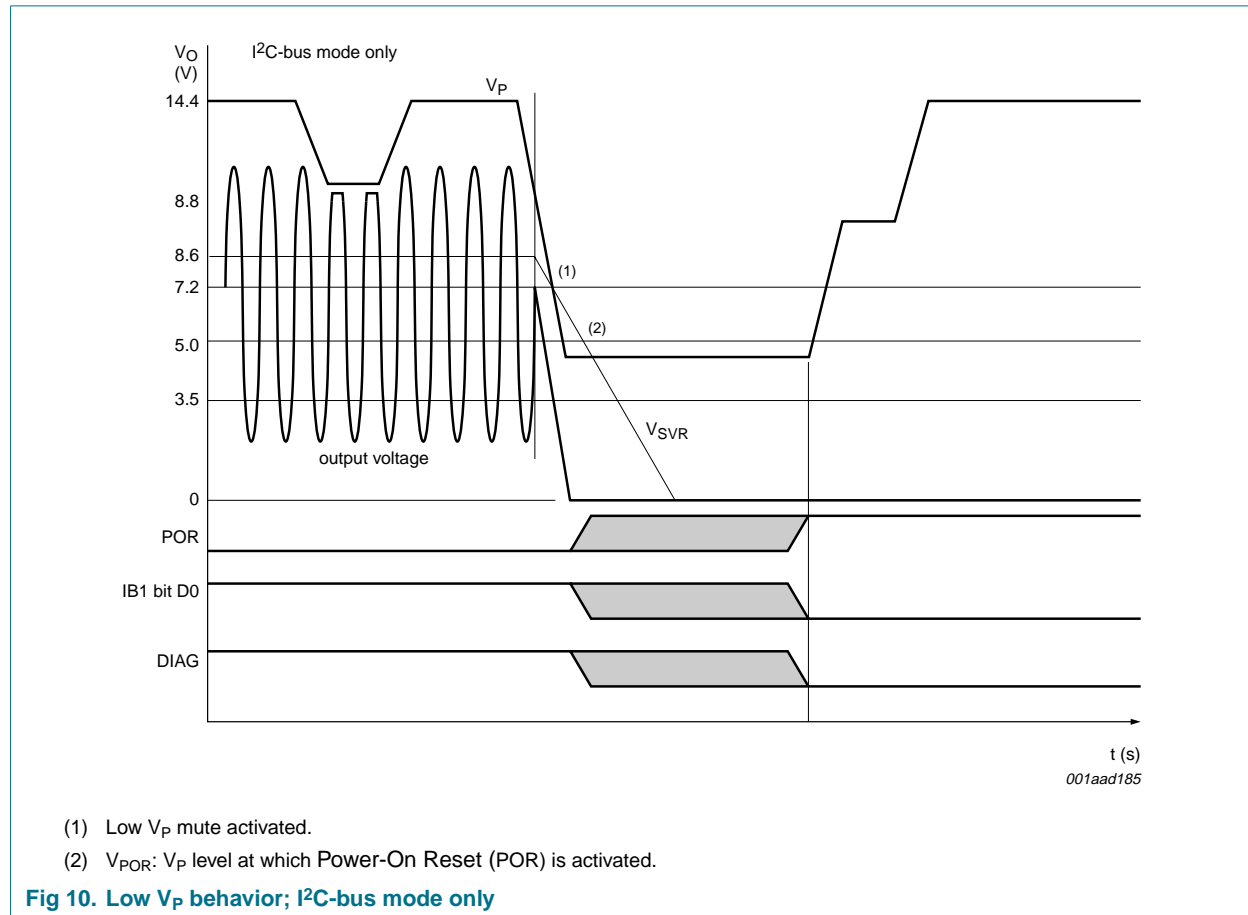 V_O
(V)
I²C-bus mode only
V_P
14.4
8.8
8.6
(1)
7.2
(2)
5.0
3.5
V_SVR
output voltage
0
POR
IB1 bit D0
DIAG
t (s)
001aad185
(1) Low V_P mute activated.
(2) V_POR: V_P level at which Power-On Reset (POR) is activated.
Fig 10. Low V_P behavior; I²C-bus mode only